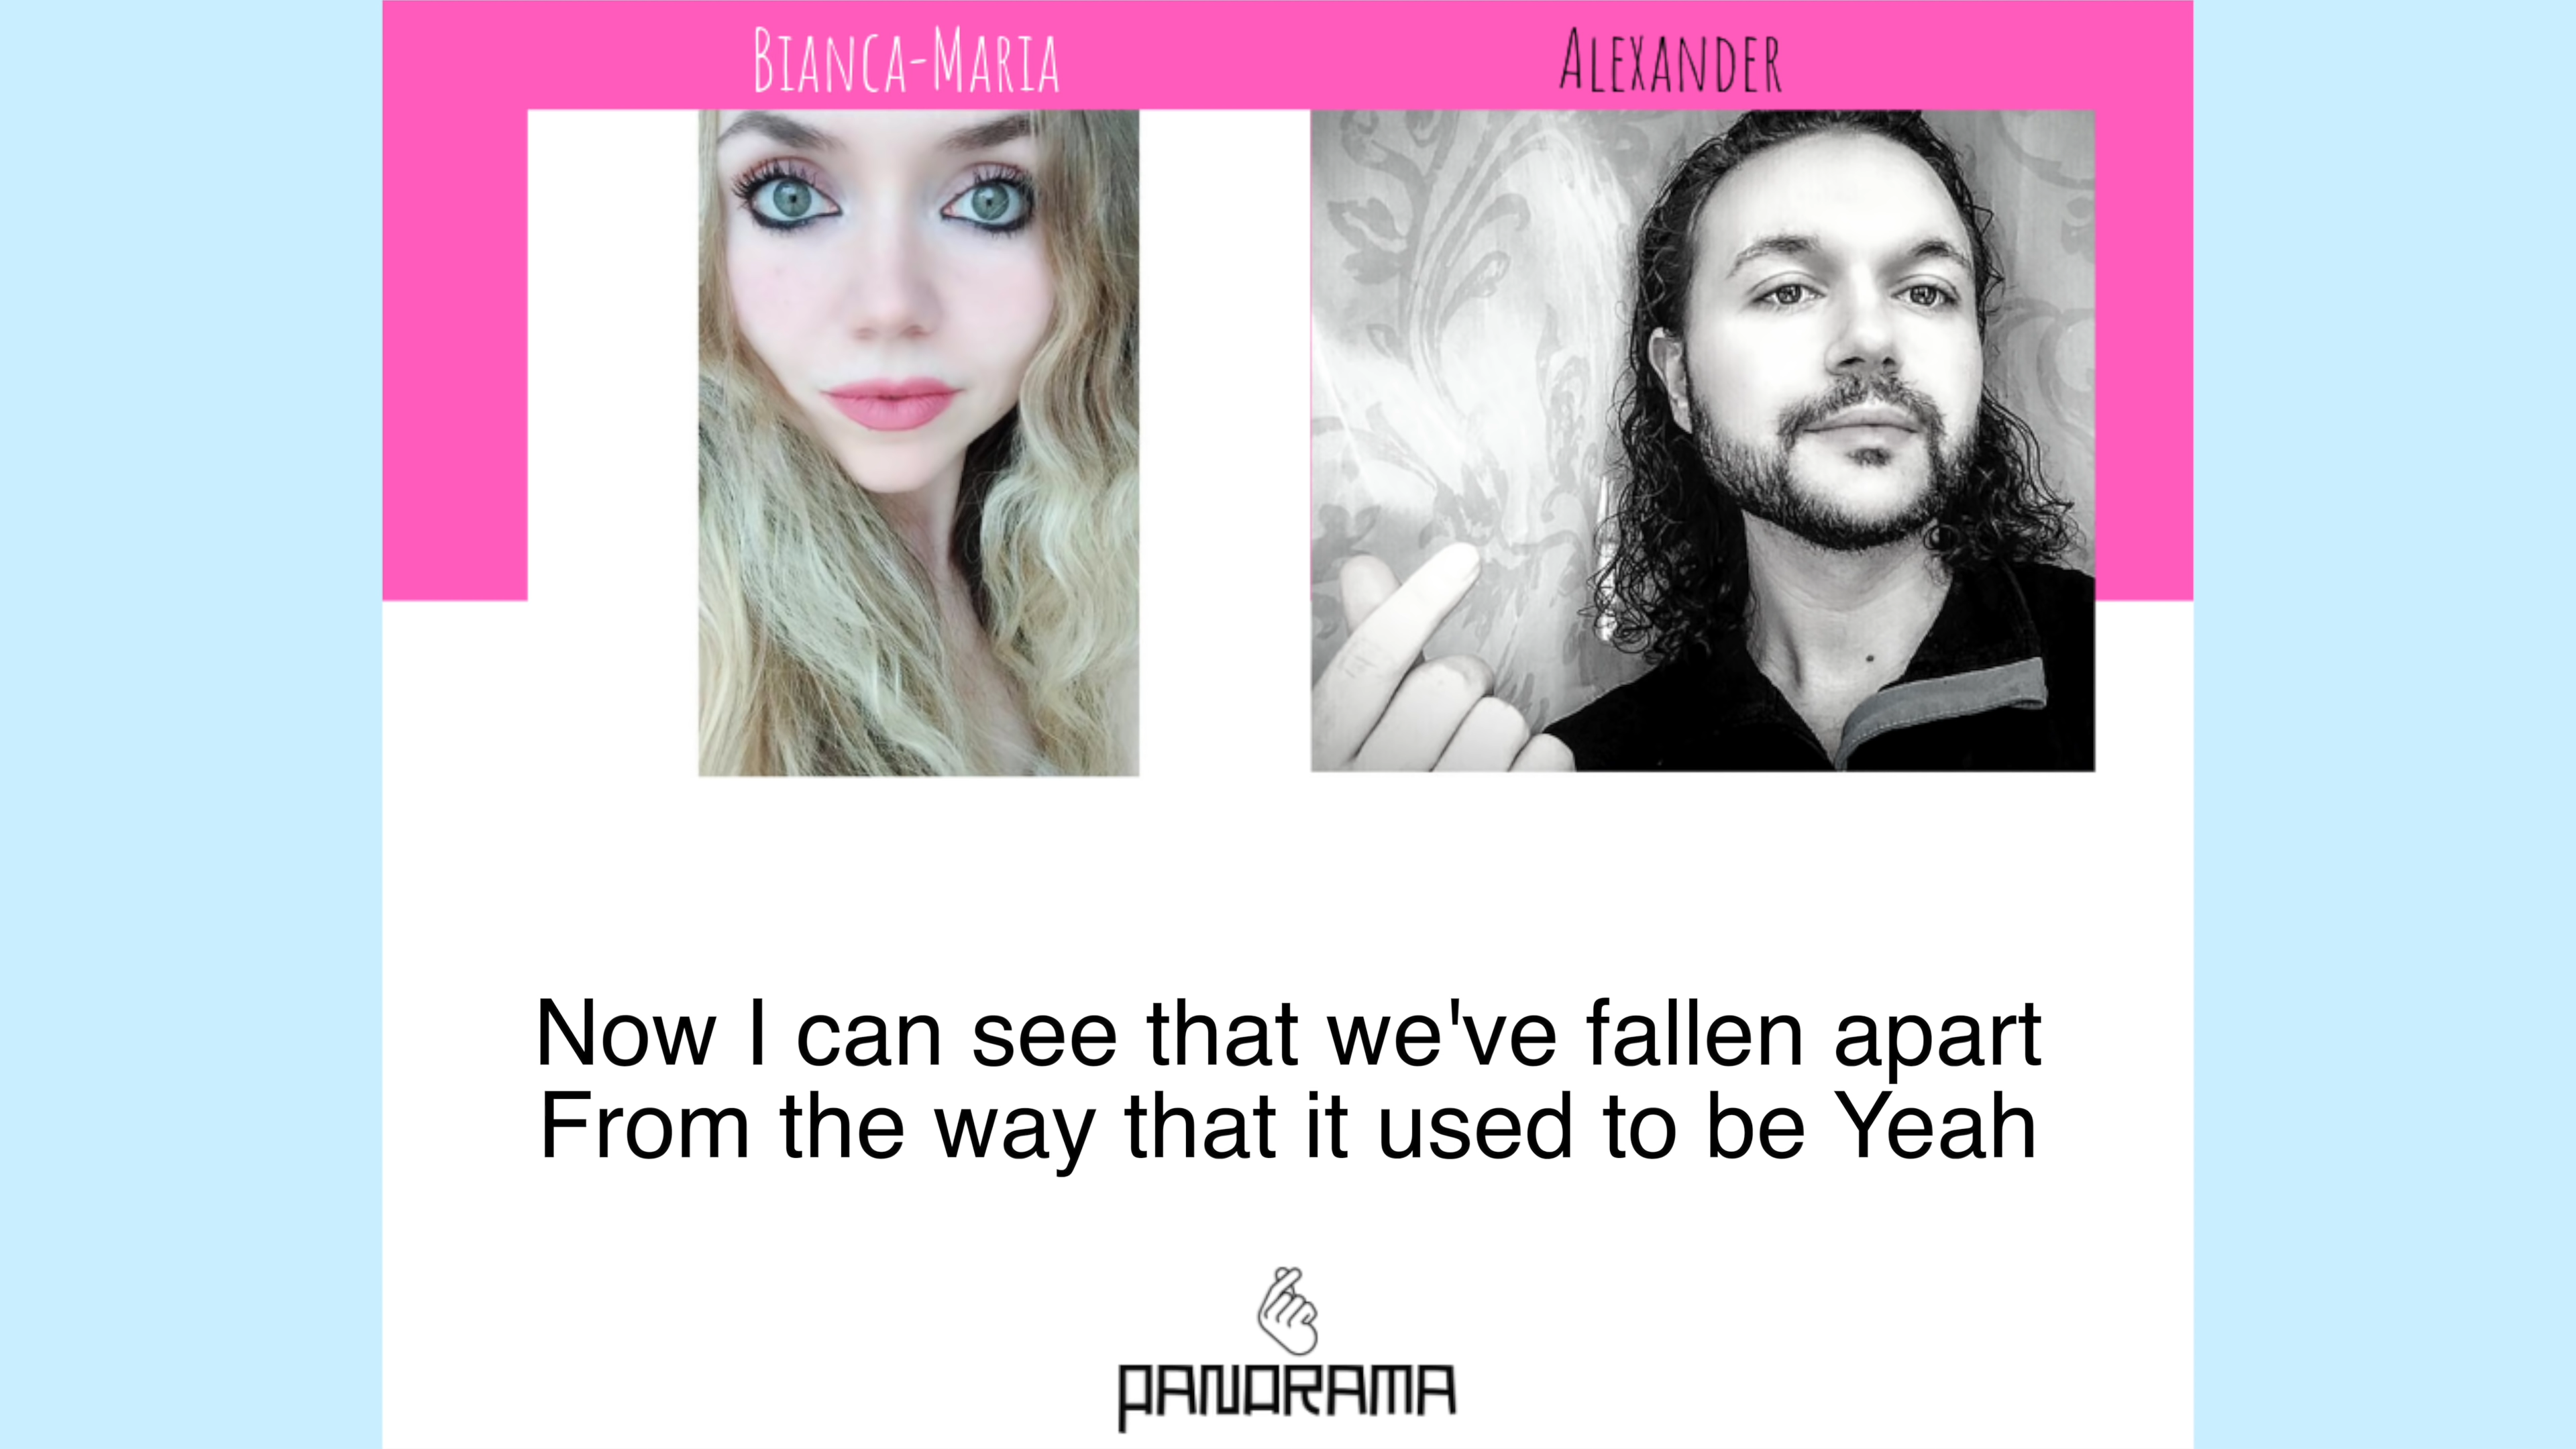 Bianca-Maria
Alexander
Now I can see that we've fallen apart
From the way that it used to be Yeah
PANORAMA